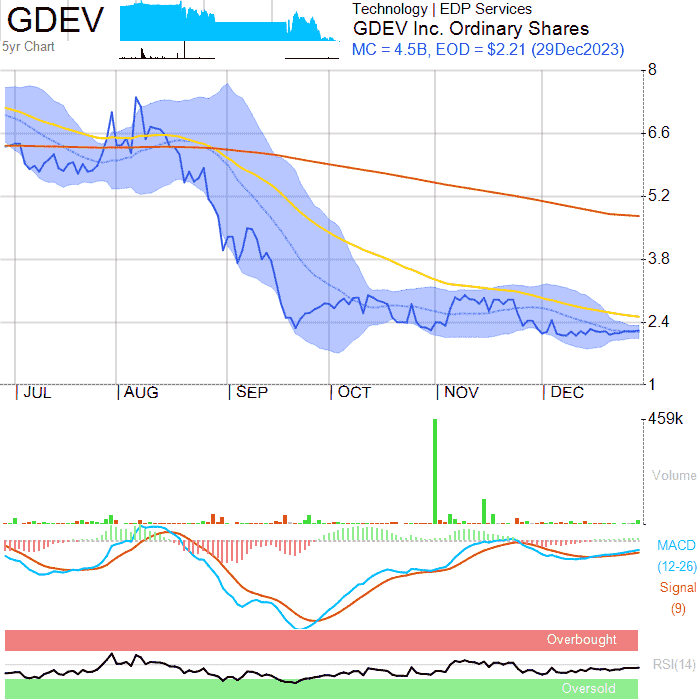 GDEV
5yr Chart
Technology | EDP Services
GDEV Inc. Ordinary Shares
MC = 4.5B, EOD = $2.21 (29Dec2023)
8
6.6
5.2
3.8
2.4
1
JUL AUG SEP OCT NOV DEC
459k
Volume
MACD
(12-26)
Signal
(9)
Overbought
RSI(14)
Oversold